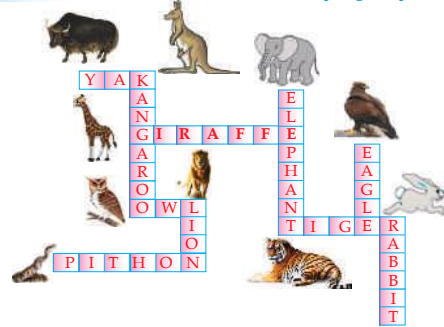 YAK
KANGAROO
GIRAFFE
ELEPHANT
EAGLE
OWL
LION
TIGER
RABBIT
PITHON